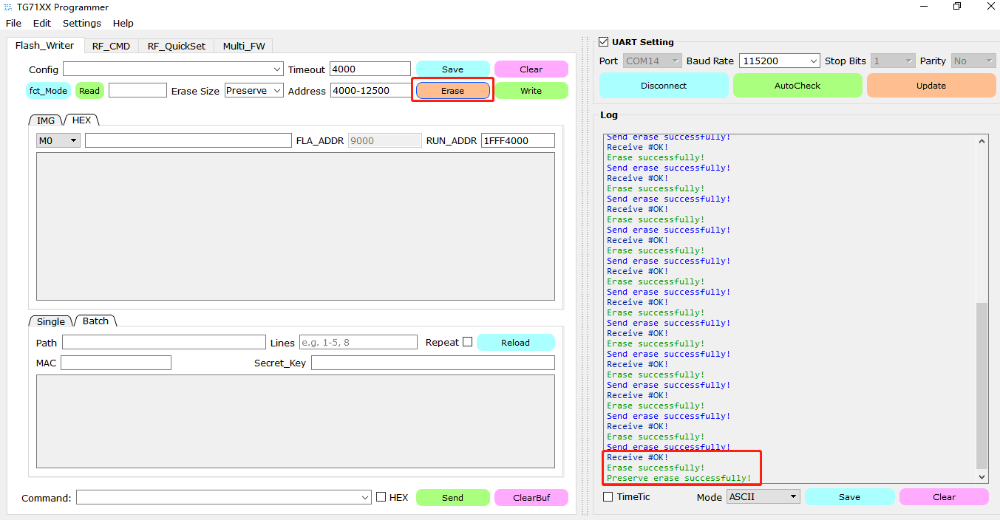 TG71XX Programmer
File Edit Settings Help
Flash_Writer RF_CMD RF_QuickSet Multi_FW
Config Timeout 4000 Save Clear
fct_Mode Read Erase Size Preserve Address 4000-12500 Erase Write
IMG HEX
M0 FLA_ADDR 9000 RUN_ADDR 1FFF4000
Single Batch
Path Lines e.g. 1-5, 8 Repeat Reload
MAC Secret_Key
Command: HEX Send ClearBuf
UART Setting
Port COM14 Baud Rate 115200 Stop Bits 1 Parity No
Disconnect AutoCheck Update
Log
Send erase successfully!
Receive #OK!
Erase successfully!
Send erase successfully!
Receive #OK!
Erase successfully!
Send erase successfully!
Receive #OK!
Erase successfully!
Send erase successfully!
Receive #OK!
Erase successfully!
Send erase successfully!
Receive #OK!
Erase successfully!
Send erase successfully!
Receive #OK!
Erase successfully!
Send erase successfully!
Receive #OK!
Erase successfully!
Send erase successfully!
Receive #OK!
Erase successfully!
Send erase successfully!
Receive #OK!
Erase successfully!
Send erase successfully!
Receive #OK!
Erase successfully!
Send erase successfully!
Receive #OK!
Erase successfully!
Preserve erase successfully!
TimeTic Mode ASCII Save Clear